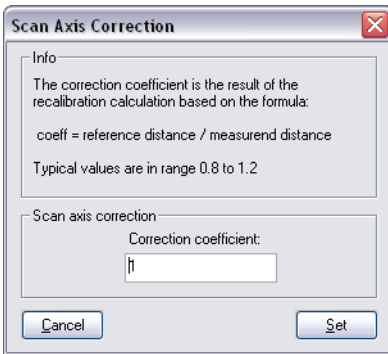 Scan Axis Correction
Info
The correction coefficient is the result of the
recalibration calculation based on the formula:
coeff = reference distance / measurend distance
Typical values are in range 0.8 to 1.2
Scan axis correction
Correction coefficient:
1
Cancel
Set